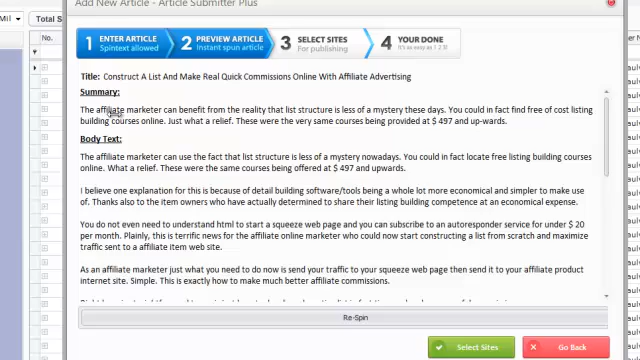 Add New Article - Article Submitter Plus
Mil
Total S
No.
1 ENTER ARTICLE
Spintext allowed
2 PREVIEW ARTICLE
Instant spun article
3 SELECT SITES
For publishing
4 YOUR DONE
It's as easy as 1 2 3
Title: Construct A List And Make Real Quick Commissions Online With Affiliate Advertising
Summary:
The affiliate marketer can benefit from the reality that list structure is less of a mystery these days. You could in fact find free of cost listing
building courses online. Just what a relief. These were the very same courses being provided at $ 497 and up-wards.
Body Text:
The affiliate marketer can use the fact that list structure is less of a mystery nowadays. You could in fact locate free listing building courses
online. What a relief. These were the same courses being offered at $ 497 and upwards.
I believe one explanation for this is because of detail building software/tools being a whole lot more economical and simpler to make use
of. Thanks also to the item owners who have actually determined to share their listing building competence at an economical expense.
You do not even need to understand html to start a squeeze web page and you can subscribe to an autoresponder service for under $ 20
per month. Plainly, this is terrific news for the affiliate online marketer who could now start constructing a list from scratch and maximize
traffic sent to a affiliate item web site.
As an affiliate marketer just what you need to do now is send your traffic to your squeeze web page then send it to your affiliate product
internet site. Simple. This is exactly how to make much better affiliate commissions.
Re-Spin
Select Sites
Go Back